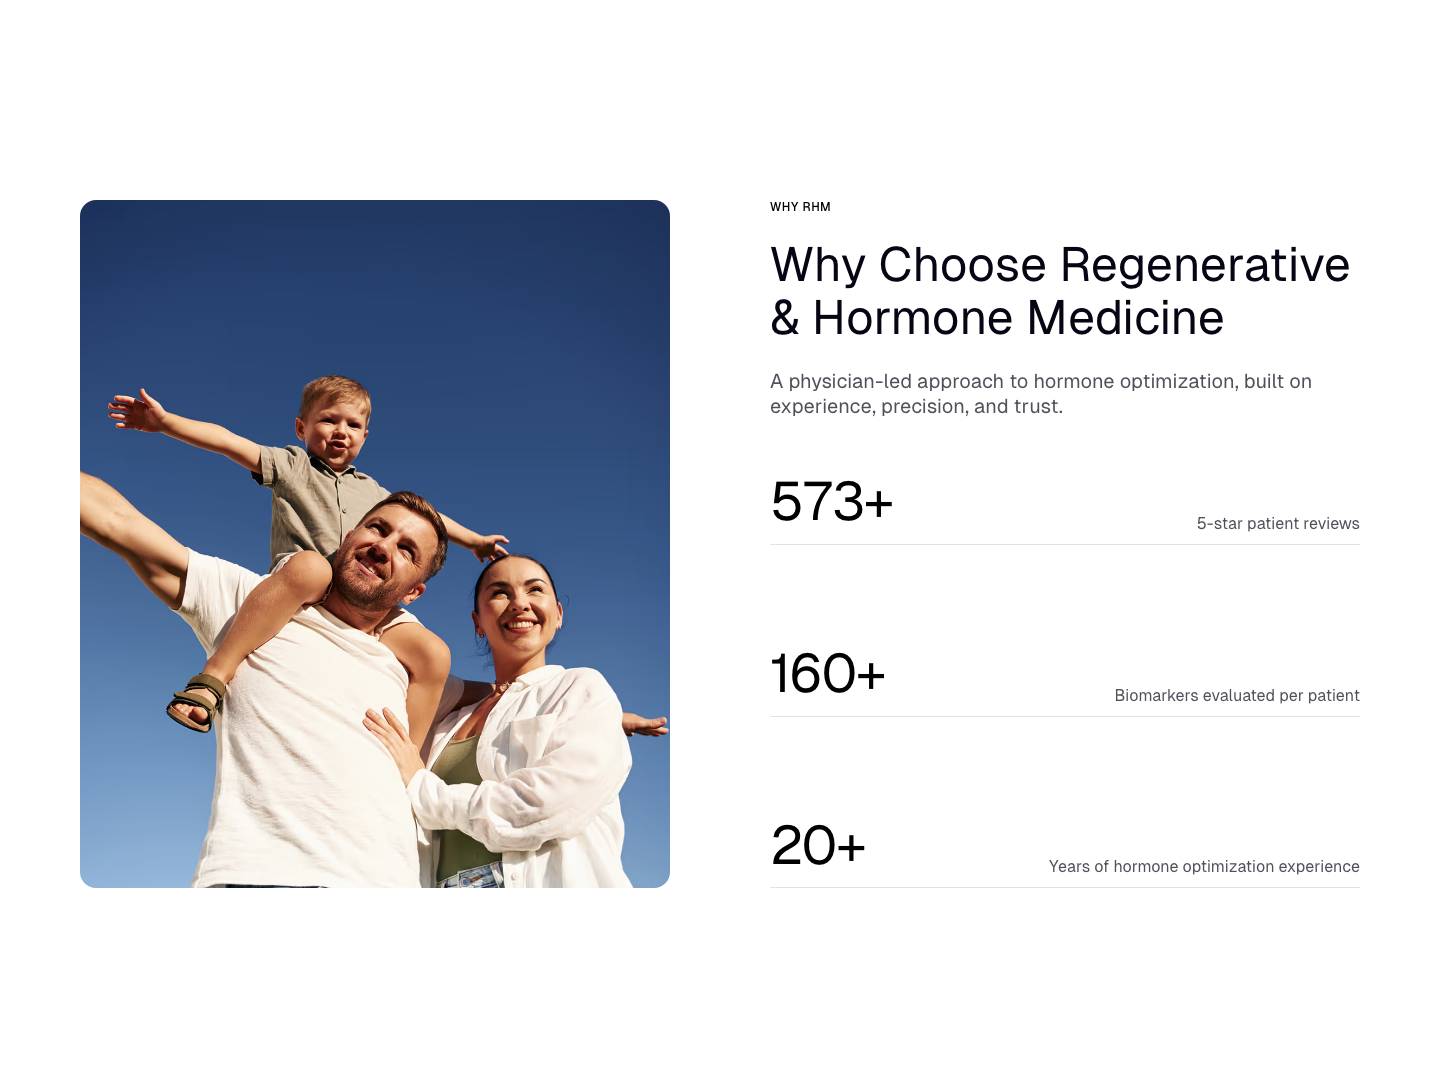 WHY RHM
Why Choose Regenerative
& Hormone Medicine
A physician-led approach to hormone optimization, built on
experience, precision, and trust.
573+
5-star patient reviews
160+
Biomarkers evaluated per patient
20+
Years of hormone optimization experience